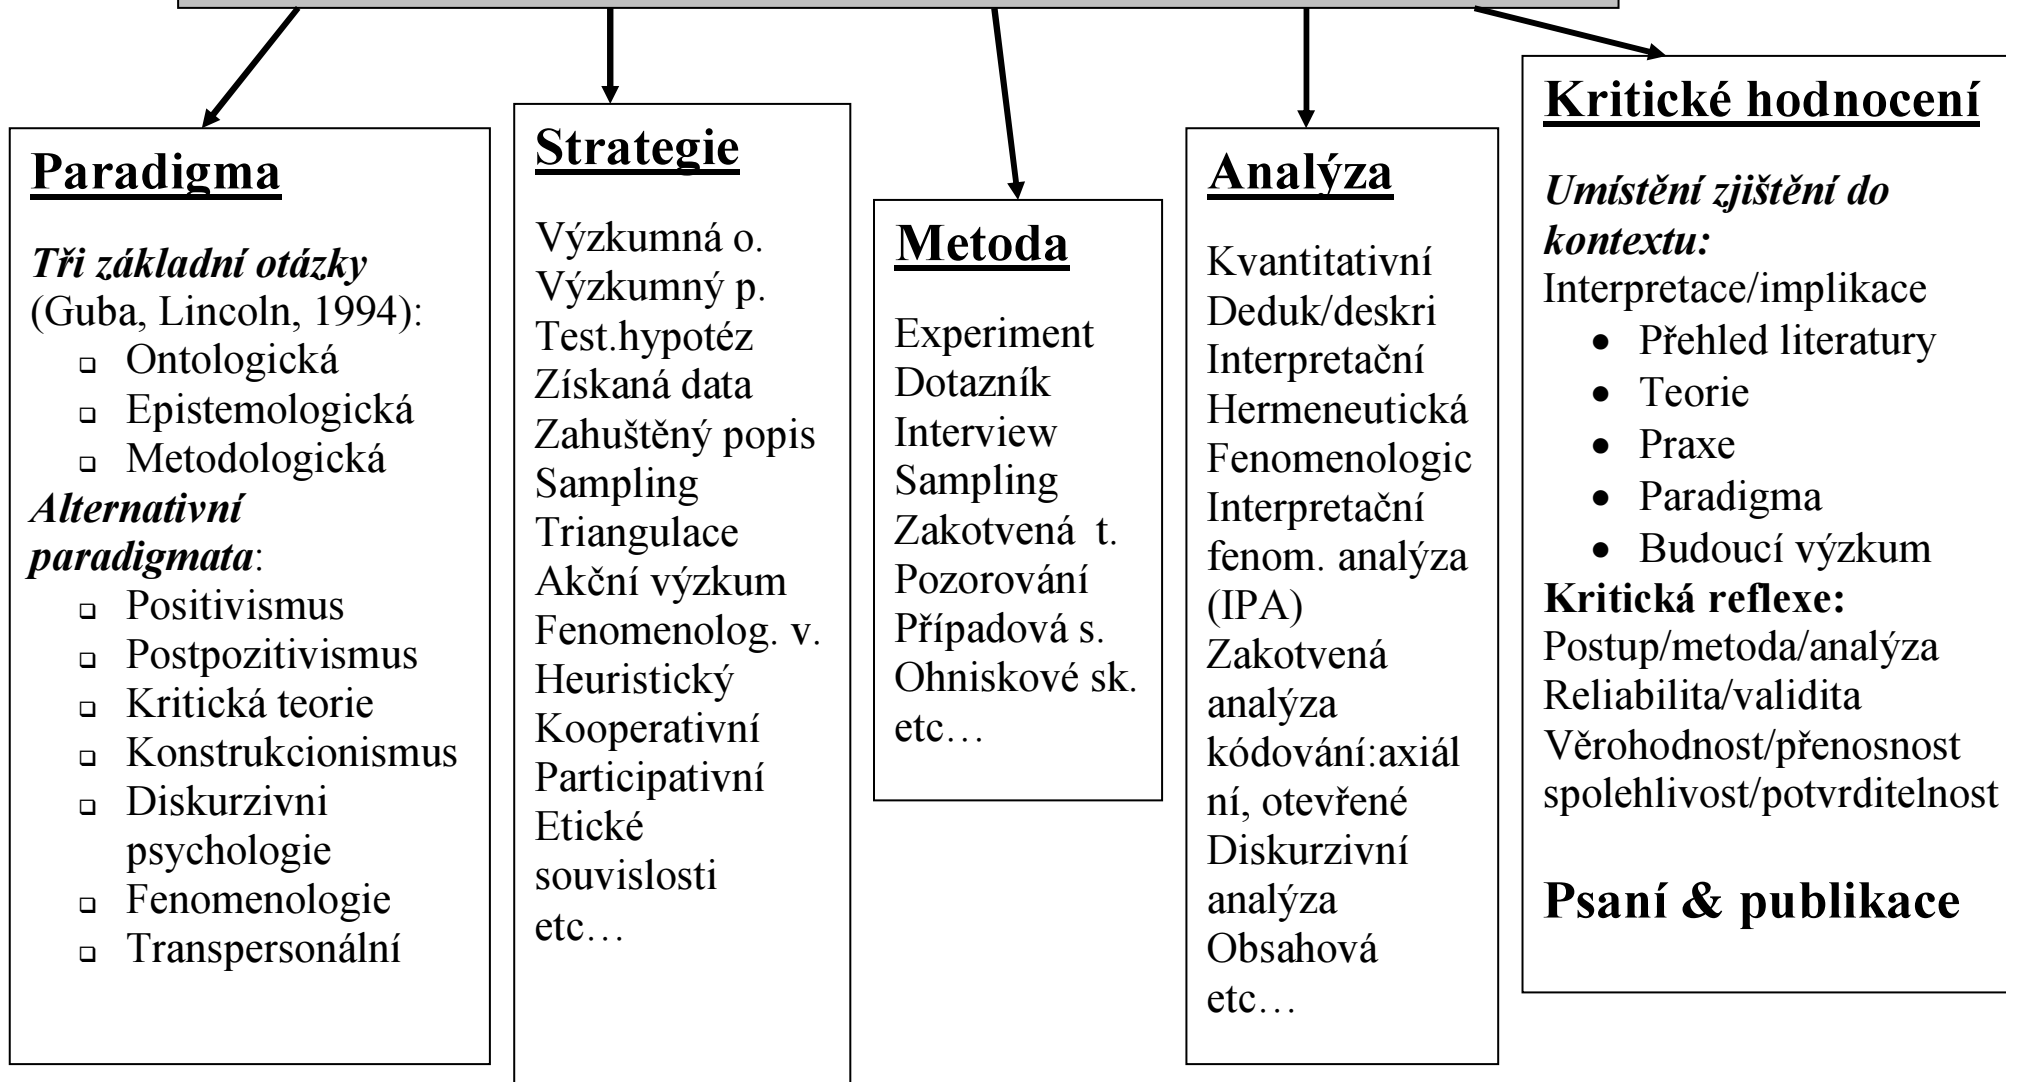 Paradigma
Tři základní otázky
(Guba, Lincoln, 1994):
Ontologická
Epistemologická
Metodologická
Alternativní
paradigmata:
Positivismus
Postpozitivismus
Kritická teorie
Konstrukcionismus
Diskurzivni
psychologie
Fenomenologie
Transpersonální
Strategie
Výzkumná o.
Výzkumný p.
Test.hypotéz
Získaná data
Zahuštěný popis
Sampling
Triangulace
Akční výzkum
Fenomenolog. v.
Heuristický
Kooperativní
Participativní
Etické
souvislosti
etc…
Metoda
Experiment
Dotazník
Interview
Sampling
Zakotvená t.
Pozorování
Případová s.
Ohniskové sk.
etc…
Analýza
Kvantitativní
Deduk/deskri
Interpretační
Hermeneutická
Fenomenologic
Interpretační
fenom. analýza
(IPA)
Zakotvená
analýza
kódování:axiál
ní, otevřené
Diskurzivní
analýza
Obsahová
etc…
Kritické hodnocení
Umístění zjištění do
kontextu:
Interpretace/implikace
Přehled literatury
Teorie
Praxe
Paradigma
Budoucí výzkum
Kritická reflexe:
Postup/metoda/analýza
Reliabilita/validita
Věrohodnost/přenosnost
spolehlivost/potvrditelnost
Psaní & publikace